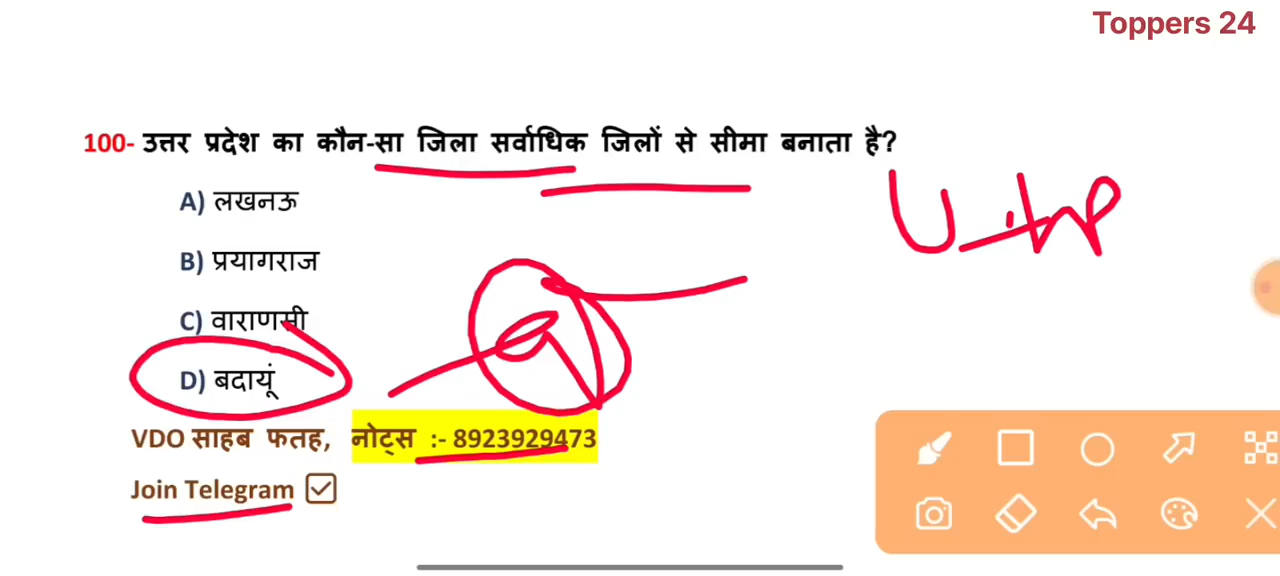 Toppers 24
100- उत्तर प्रदेश का कौन-सा जिला सर्वाधिक जिलों से सीमा बनाता है?
A) लखनऊ
B) प्रयागराज
C) वाराणसी
D) बदायूं
VDO साहब फतह, नोट्स :- 8923929473
Join Telegram